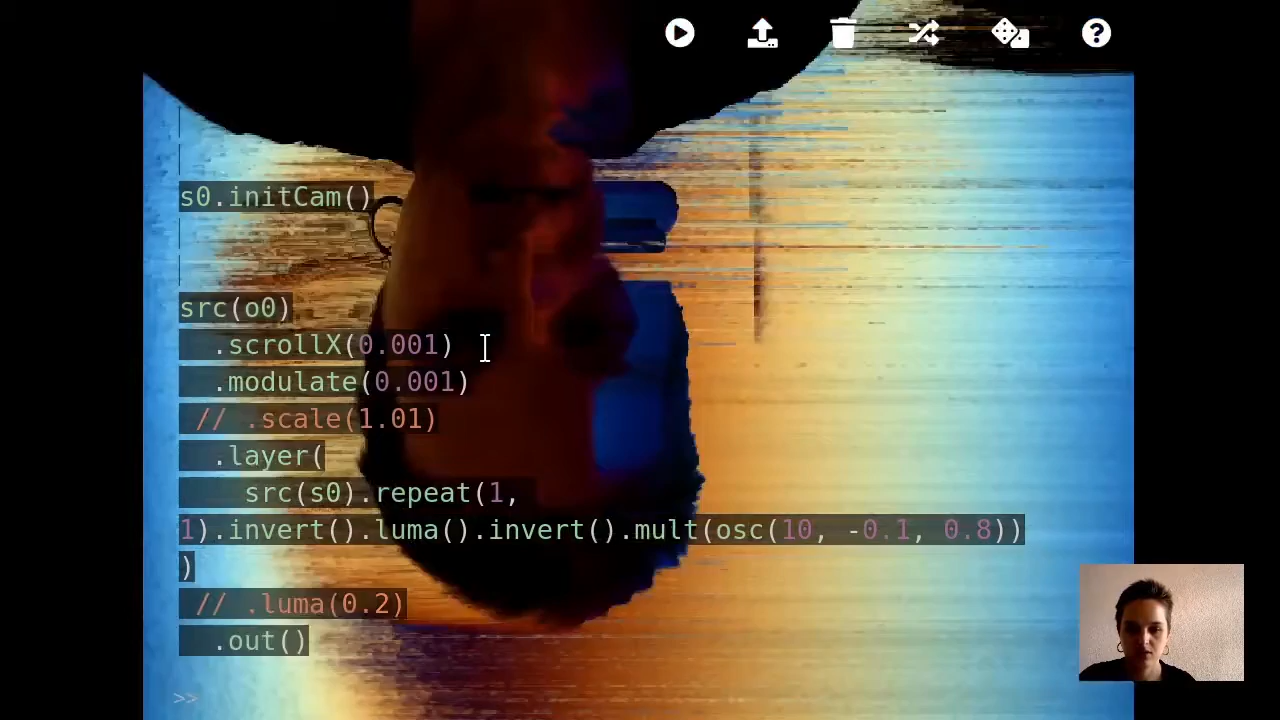 s0.initCam()
src(o0)
  .scrollX(0.001)
  .modulate(0.001)
 // .scale(1.01)
  .layer(
    src(s0).repeat(1,
1).invert().luma().invert().mult(osc(10, -0.1, 0.8))
)
 // .luma(0.2)
  .out()
>>